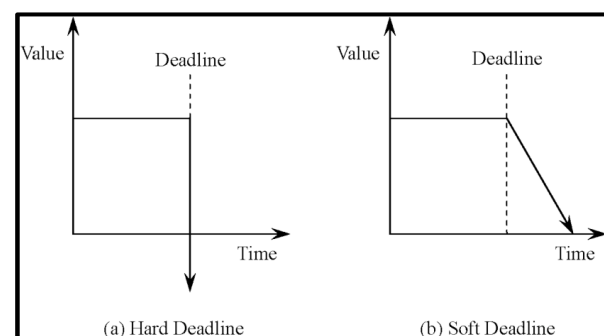 Value
Deadline
Time
(a) Hard Deadline
Value
Deadline
Time
(b) Soft Deadline